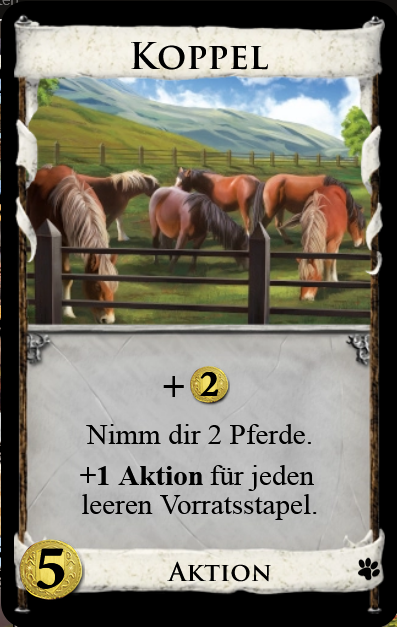 Koppel
+2
Nimm dir 2 Pferde.
+1 Aktion für jeden
leeren Vorratsstapel.
5
Aktion